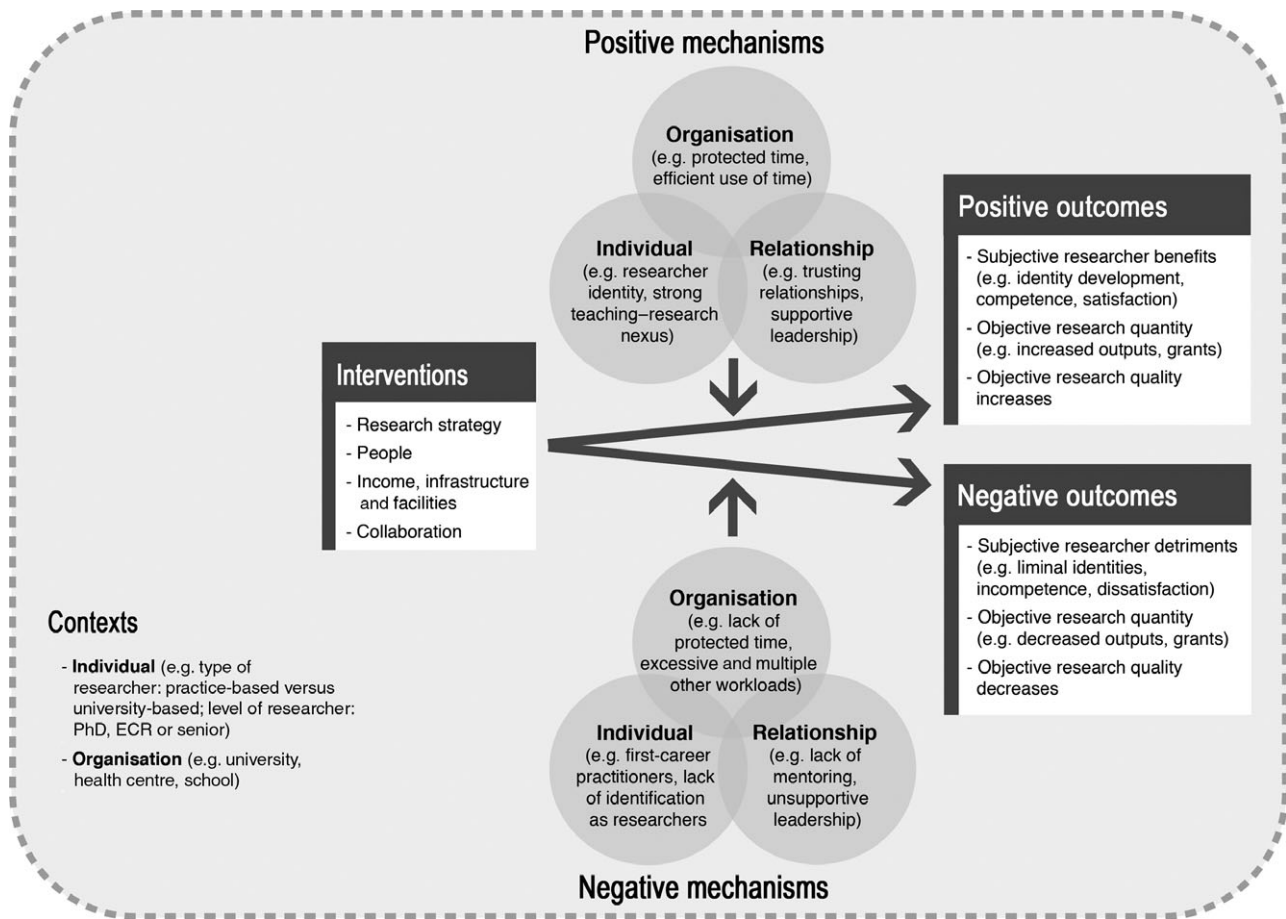 Positive mechanisms
Organisation
(e.g. protected time,
efficient use of time)
Individual
(e.g. researcher
identity, strong
teaching–research
nexus)
Relationship
(e.g. trusting
relationships,
supportive
leadership)
Interventions
- Research strategy
- People
- Income, infrastructure
and facilities
- Collaboration
Positive outcomes
- Subjective researcher benefits
(e.g. identity development,
competence, satisfaction)
- Objective research quantity
(e.g. increased outputs, grants)
- Objective research quality
increases
Negative outcomes
- Subjective researcher detriments
(e.g. liminal identities,
incompetence, dissatisfaction)
- Objective research quantity
(e.g. decreased outputs, grants)
- Objective research quality
decreases
Contexts
- Individual (e.g. type of
researcher: practice-based versus
university-based; level of researcher:
PhD, ECR or senior)
- Organisation (e.g. university,
health centre, school)
Organisation
(e.g. lack of
protected time,
excessive and multiple
other workloads)
Individual
(e.g. first-career
practitioners, lack
of identification
as researchers
Relationship
(e.g. lack of
mentoring,
unsupportive
leadership)
Negative mechanisms